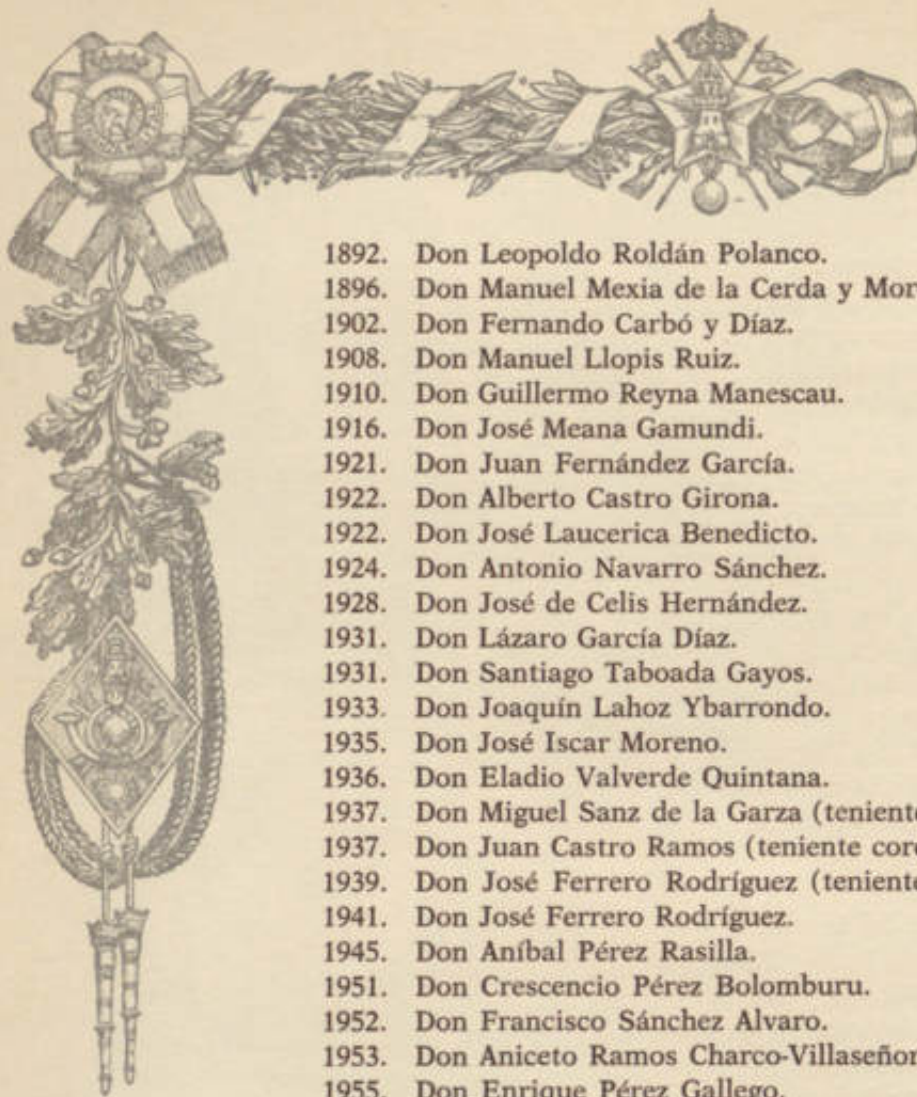 1892. Don Leopoldo Roldán Polanco.
1896. Don Manuel Mexia de la Cerda y Mor
1902. Don Fernando Carbó y Díaz.
1908. Don Manuel Llopis Ruiz.
1910. Don Guillermo Reyna Manescau.
1916. Don José Meana Gamundi.
1921. Don Juan Fernández García.
1922. Don Alberto Castro Girona.
1922. Don José Laucerica Benedicto.
1924. Don Antonio Navarro Sánchez.
1928. Don José de Celis Hernández.
1931. Don Lázaro García Díaz.
1931. Don Santiago Taboada Gayos.
1933. Don Joaquín Lahoz Ybarrondo.
1935. Don José Iscar Moreno.
1936. Don Eladio Valverde Quintana.
1937. Don Miguel Sanz de la Garza (teniente
1937. Don Juan Castro Ramos (teniente coro
1939. Don José Ferrero Rodríguez (teniente
1941. Don José Ferrero Rodríguez.
1945. Don Aníbal Pérez Rasilla.
1951. Don Crescencio Pérez Bolomburu.
1952. Don Francisco Sánchez Alvaro.
1953. Don Aniceto Ramos Charco-Villaseñor
1955. Don Enrique Pérez Gallego.